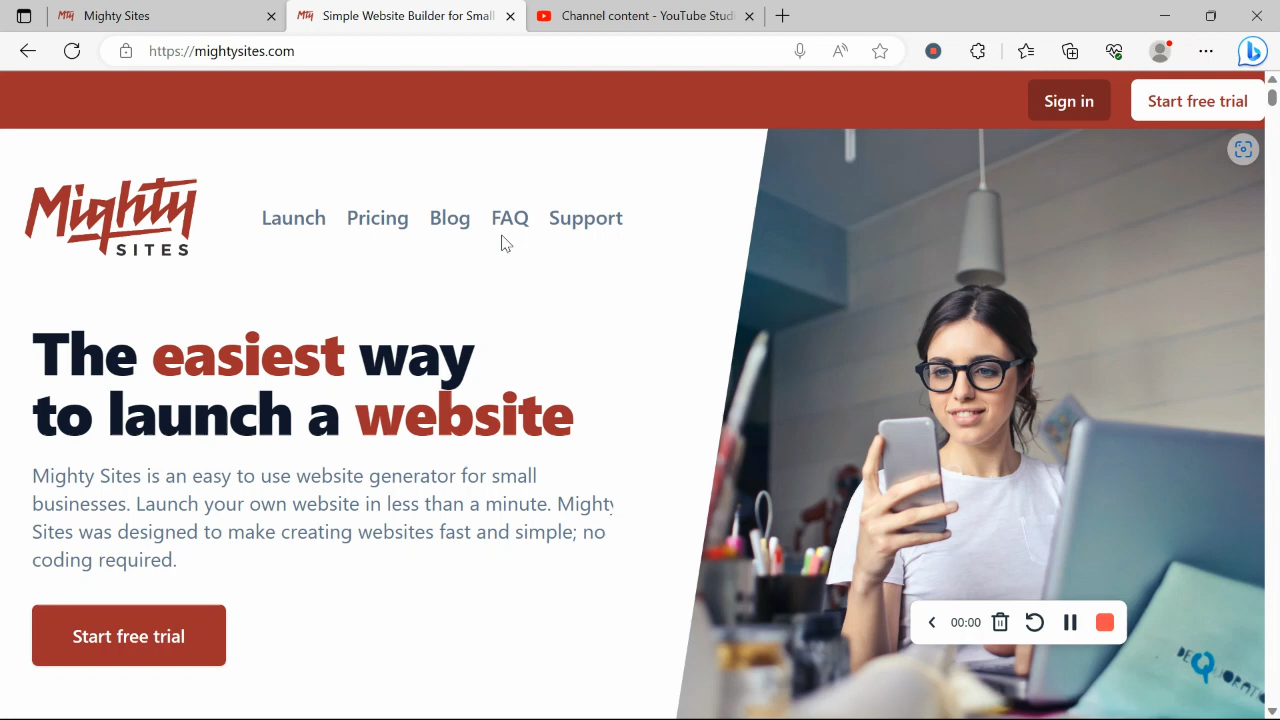 Mighty Sites
Simple Website Builder for Small
Channel content - YouTube Studi
https://mightysites.com
Sign in
Start free trial
Mighty
SITES
Launch
Pricing
Blog
FAQ
Support
The easiest way
to launch a website
Mighty Sites is an easy to use website generator for small
businesses. Launch your own website in less than a minute. Mighty
Sites was designed to make creating websites fast and simple; no
coding required.
Start free trial
00:00